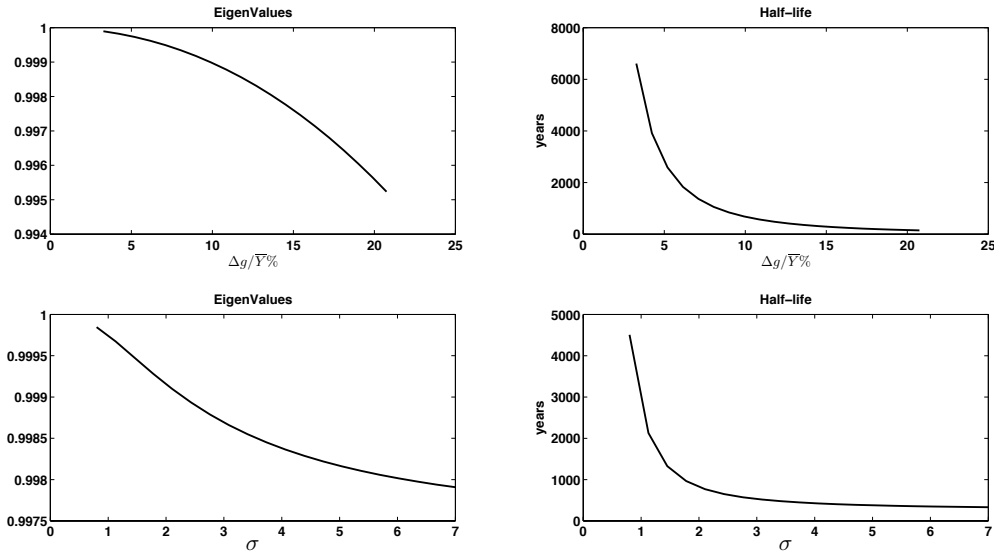 EigenValues
1
0.999
0.998
0.997
0.996
0.995
0.994
0 5 10 15 20 25
Δg/Y̅%
Half–life
8000
6000
4000
2000
0
years
0 5 10 15 20 25
Δg/Y̅%
EigenValues
1
0.9995
0.999
0.9985
0.998
0.9975
0 1 2 3 4 5 6 7
σ
Half–life
5000
4000
3000
2000
1000
0
years
0 1 2 3 4 5 6 7
σ